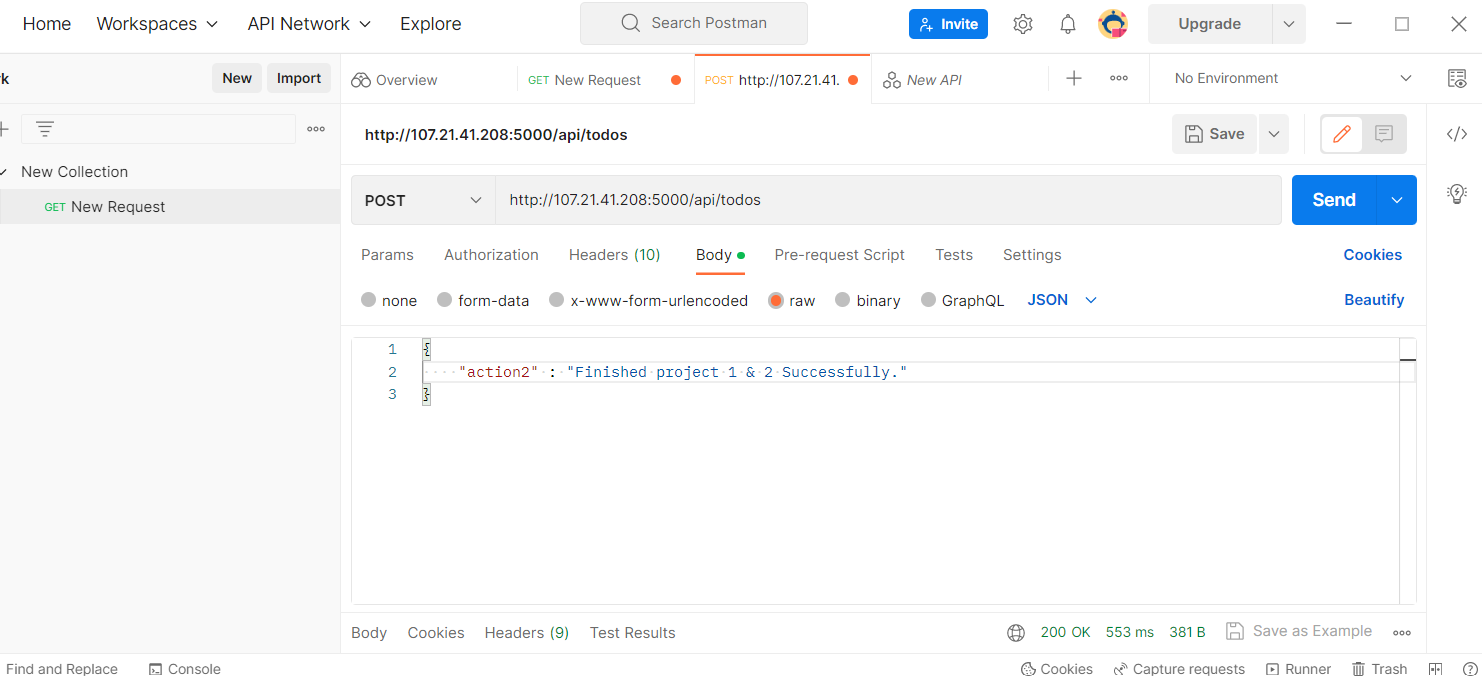 Home Workspaces API Network Explore Search Postman Invite Upgrade
k New Import Overview GET New Request POST http://107.21.41. New API No Environment
http://107.21.41.208:5000/api/todos Save
New Collection
GET New Request
POST http://107.21.41.208:5000/api/todos Send
Params Authorization Headers (10) Body Pre-request Script Tests Settings Cookies
none form-data x-www-form-urlencoded raw binary GraphQL JSON Beautify
1 {
2 "action2" : "Finished project 1 & 2 Successfully."
3 }
Body Cookies Headers (9) Test Results 200 OK 553 ms 381 B Save as Example
Find and Replace Console Cookies Capture requests Runner Trash